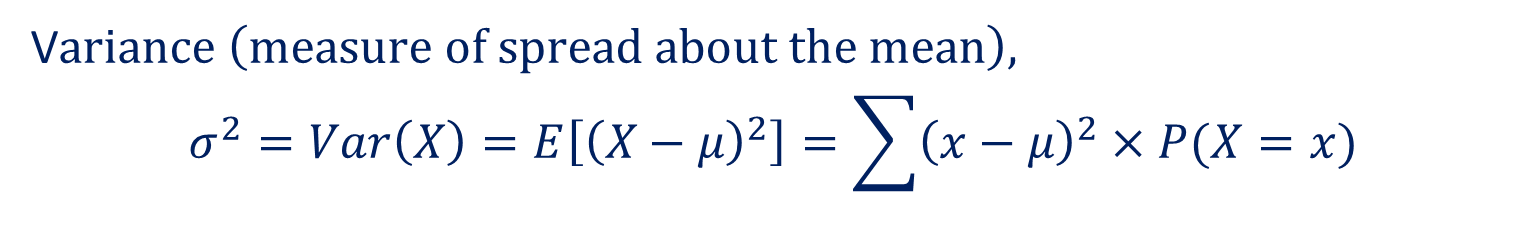 Variance (measure of spread about the mean),
σ² = Var(X) = E[(X − μ)²] = ∑(x − μ)² × P(X = x)